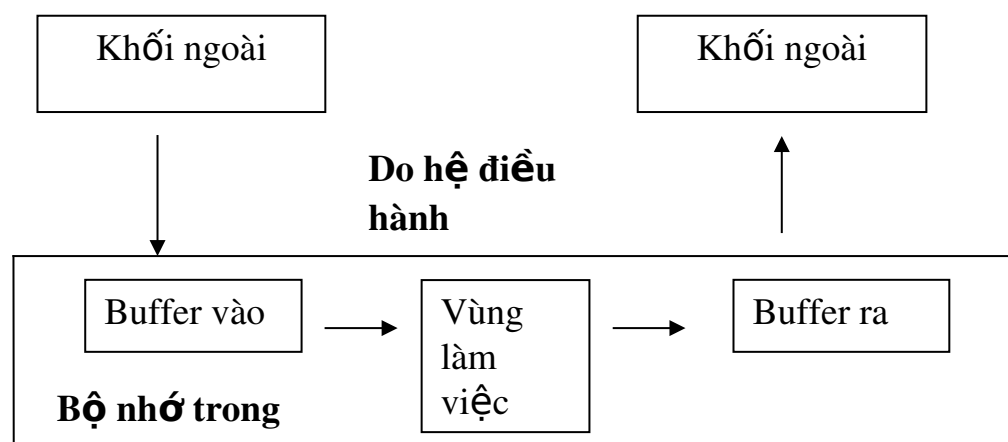 Khối ngoài
Khối ngoài
Do hệ điều
hành
Buffer vào
Vùng
làm
việc
Buffer ra
Bộ nhớ trong